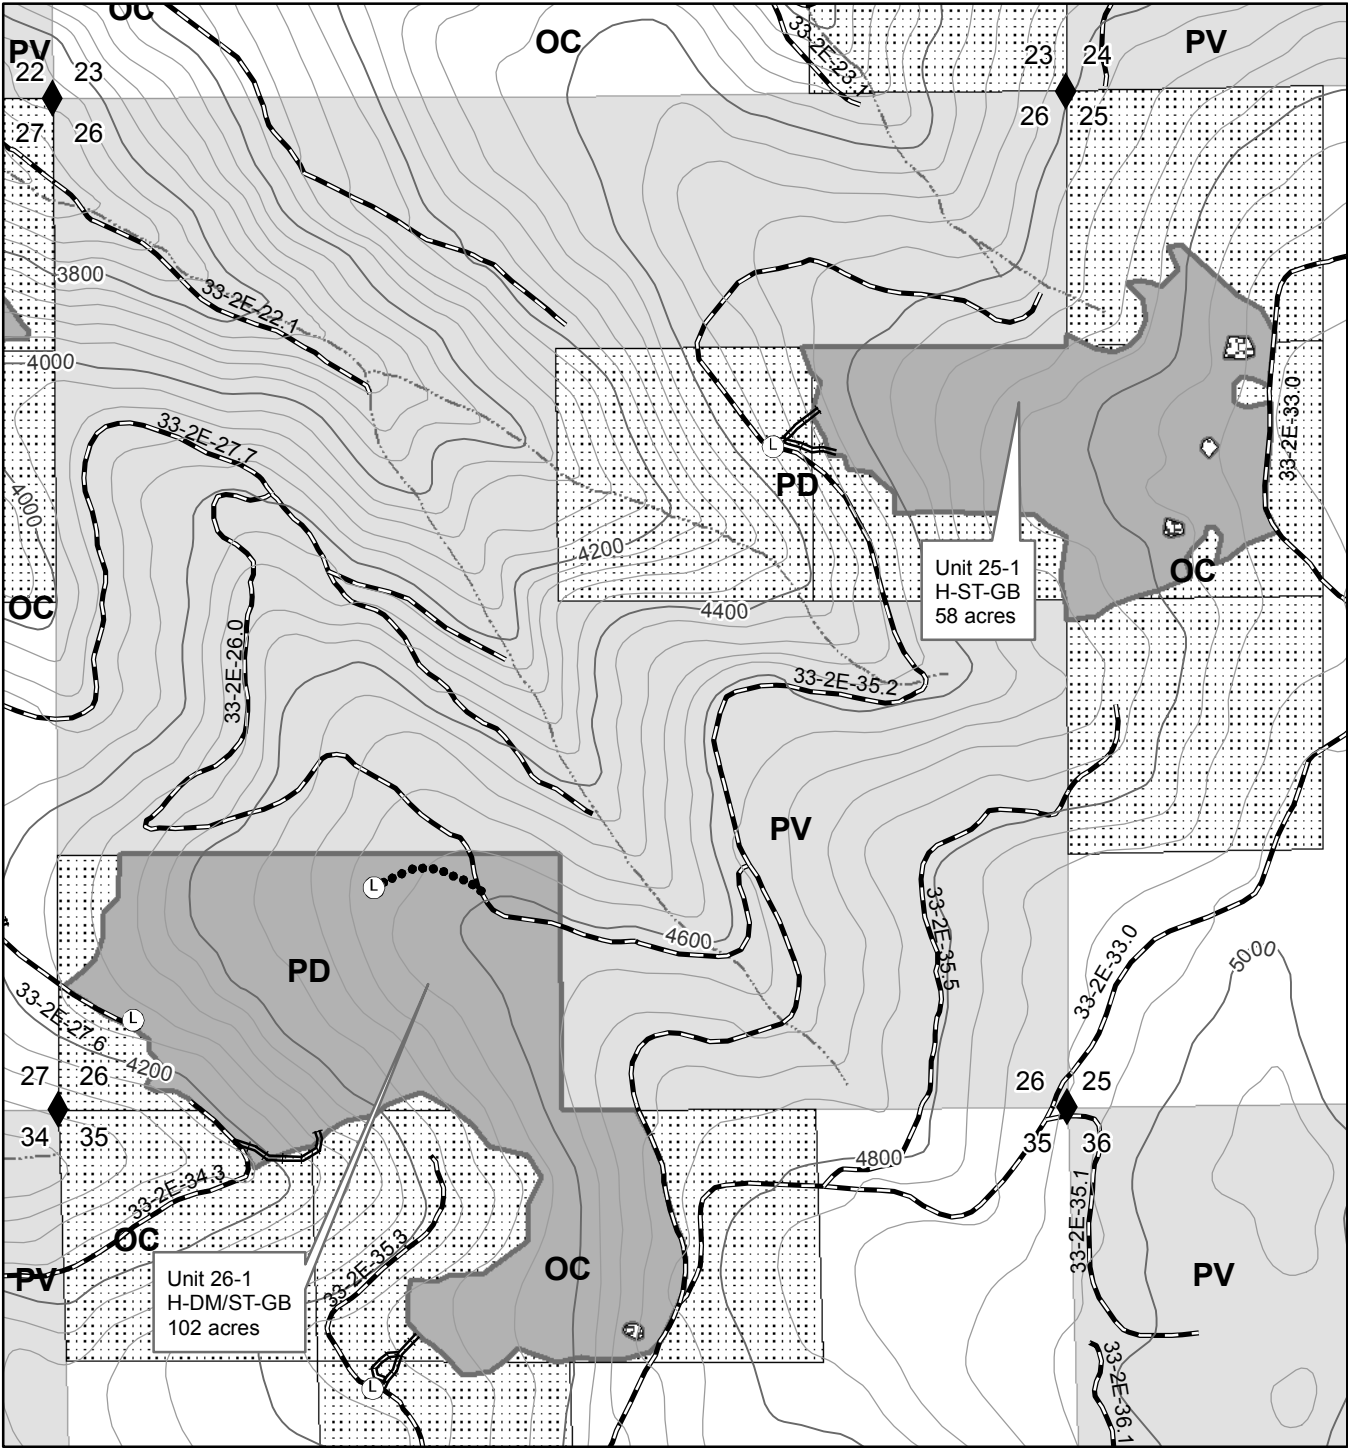 OC
OC
PV
PV
22
23
23
24
27
26
26
25
33-2E-23.1
3800
33-2E-22.1
4000
33-2E-33.0
33-2E-27.7
L
PD
4000
4200
Unit 25-1
H-ST-GB
58 acres
OC
OC
4400
33-2E-26.0
33-2E-35.2
PV
L
33-2E-35.5
4600
33-2E-33.0
5000
PD
33-2E-27.6
L
4200
27
26
26
25
34
35
35
36
4800
33-2E-34.3
33-2E-35.1
OC
33-2E-35.3
OC
PV
PV
Unit 26-1
H-DM/ST-GB
102 acres
L
33-2E-36.1